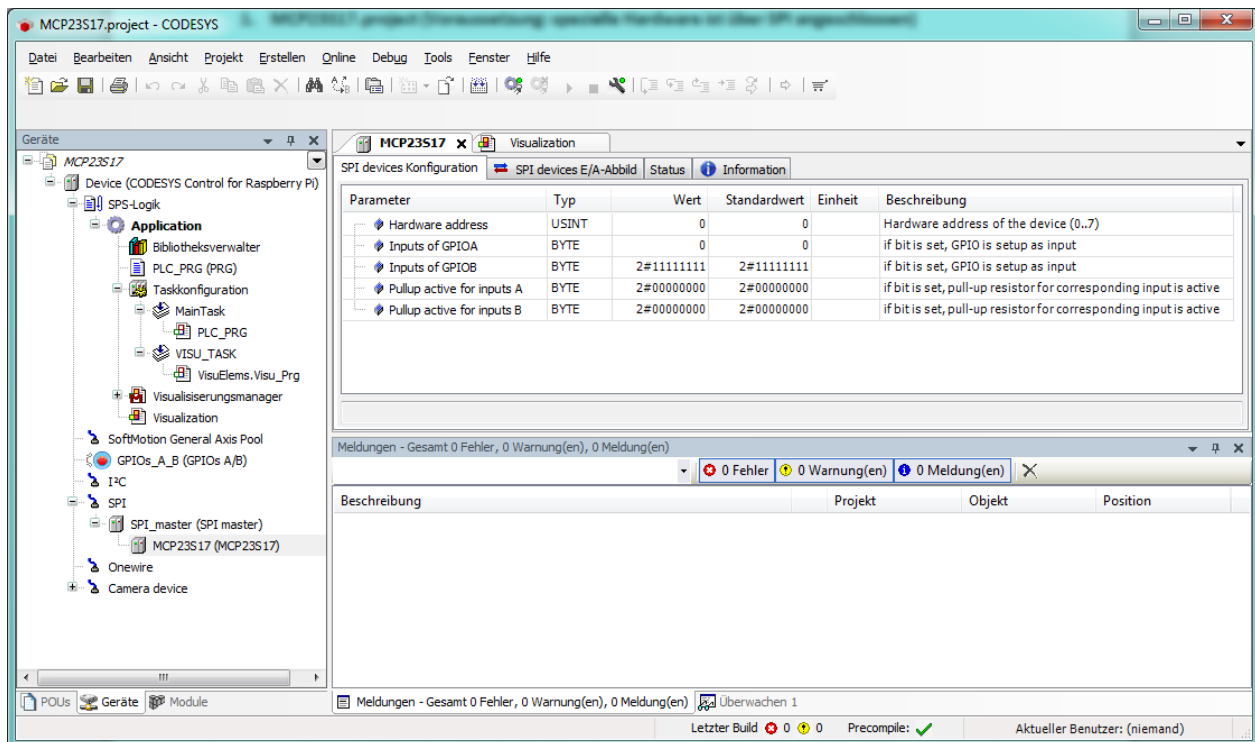 MCP23S17.project - CODESYS
1. MCP23S17.project (Voraussetzung: spezielle Hardware ist über SPI angeschlossen)
Datei Bearbeiten Ansicht Projekt Erstellen Online Debug Tools Fenster Hilfe
Geräte
MCP23S17
Device (CODESYS Control for Raspberry Pi)
SPS-Logik
Application
Bibliotheksverwalter
PLC_PRG (PRG)
Taskkonfiguration
MainTask
PLC_PRG
VISU_TASK
VisuElems.Visu_Prg
Visualisiserungsmanager
Visualization
SoftMotion General Axis Pool
GPIOs_A_B (GPIOs A/B)
I²C
SPI
SPI_master (SPI master)
MCP23S17 (MCP23S17)
Onewire
Camera device
POUs Geräte Module
MCP23S17 Visualization
SPI devices Konfiguration SPI devices E/A-Abbild Status Information
Parameter Typ Wert Standardwert Einheit Beschreibung
Hardware address USINT 0 0 Hardware address of the device (0..7)
Inputs of GPIOA BYTE 0 0 if bit is set, GPIO is setup as input
Inputs of GPIOB BYTE 2#11111111 2#11111111 if bit is set, GPIO is setup as input
Pullup active for inputs A BYTE 2#00000000 2#00000000 if bit is set, pull-up resistor for corresponding input is active
Pullup active for inputs B BYTE 2#00000000 2#00000000 if bit is set, pull-up resistor for corresponding input is active
Meldungen - Gesamt 0 Fehler, 0 Warnung(en), 0 Meldung(en)
0 Fehler 0 Warnung(en) 0 Meldung(en)
Beschreibung Projekt Objekt Position
Meldungen - Gesamt 0 Fehler, 0 Warnung(en), 0 Meldung(en) Überwachen 1
Letzter Build 0 0 Precompile: Aktueller Benutzer: (niemand)